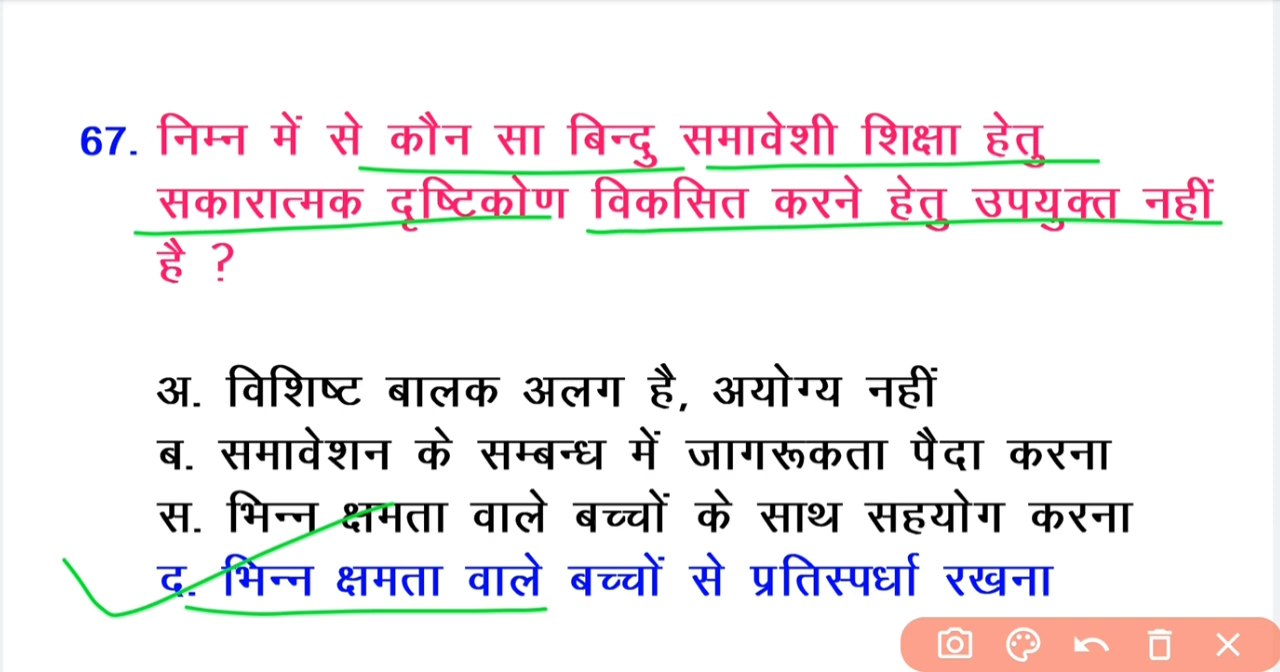 67. निम्न में से कौन सा बिन्दु समावेशी शिक्षा हेतु
सकारात्मक दृष्टिकोण विकसित करने हेतु उपयुक्त नहीं
है ?
अ. विशिष्ट बालक अलग है, अयोग्य नहीं
ब. समावेशन के सम्बन्ध में जागरूकता पैदा करना
स. भिन्न क्षमता वाले बच्चों के साथ सहयोग करना
द. भिन्न क्षमता वाले बच्चों से प्रतिस्पर्धा रखना